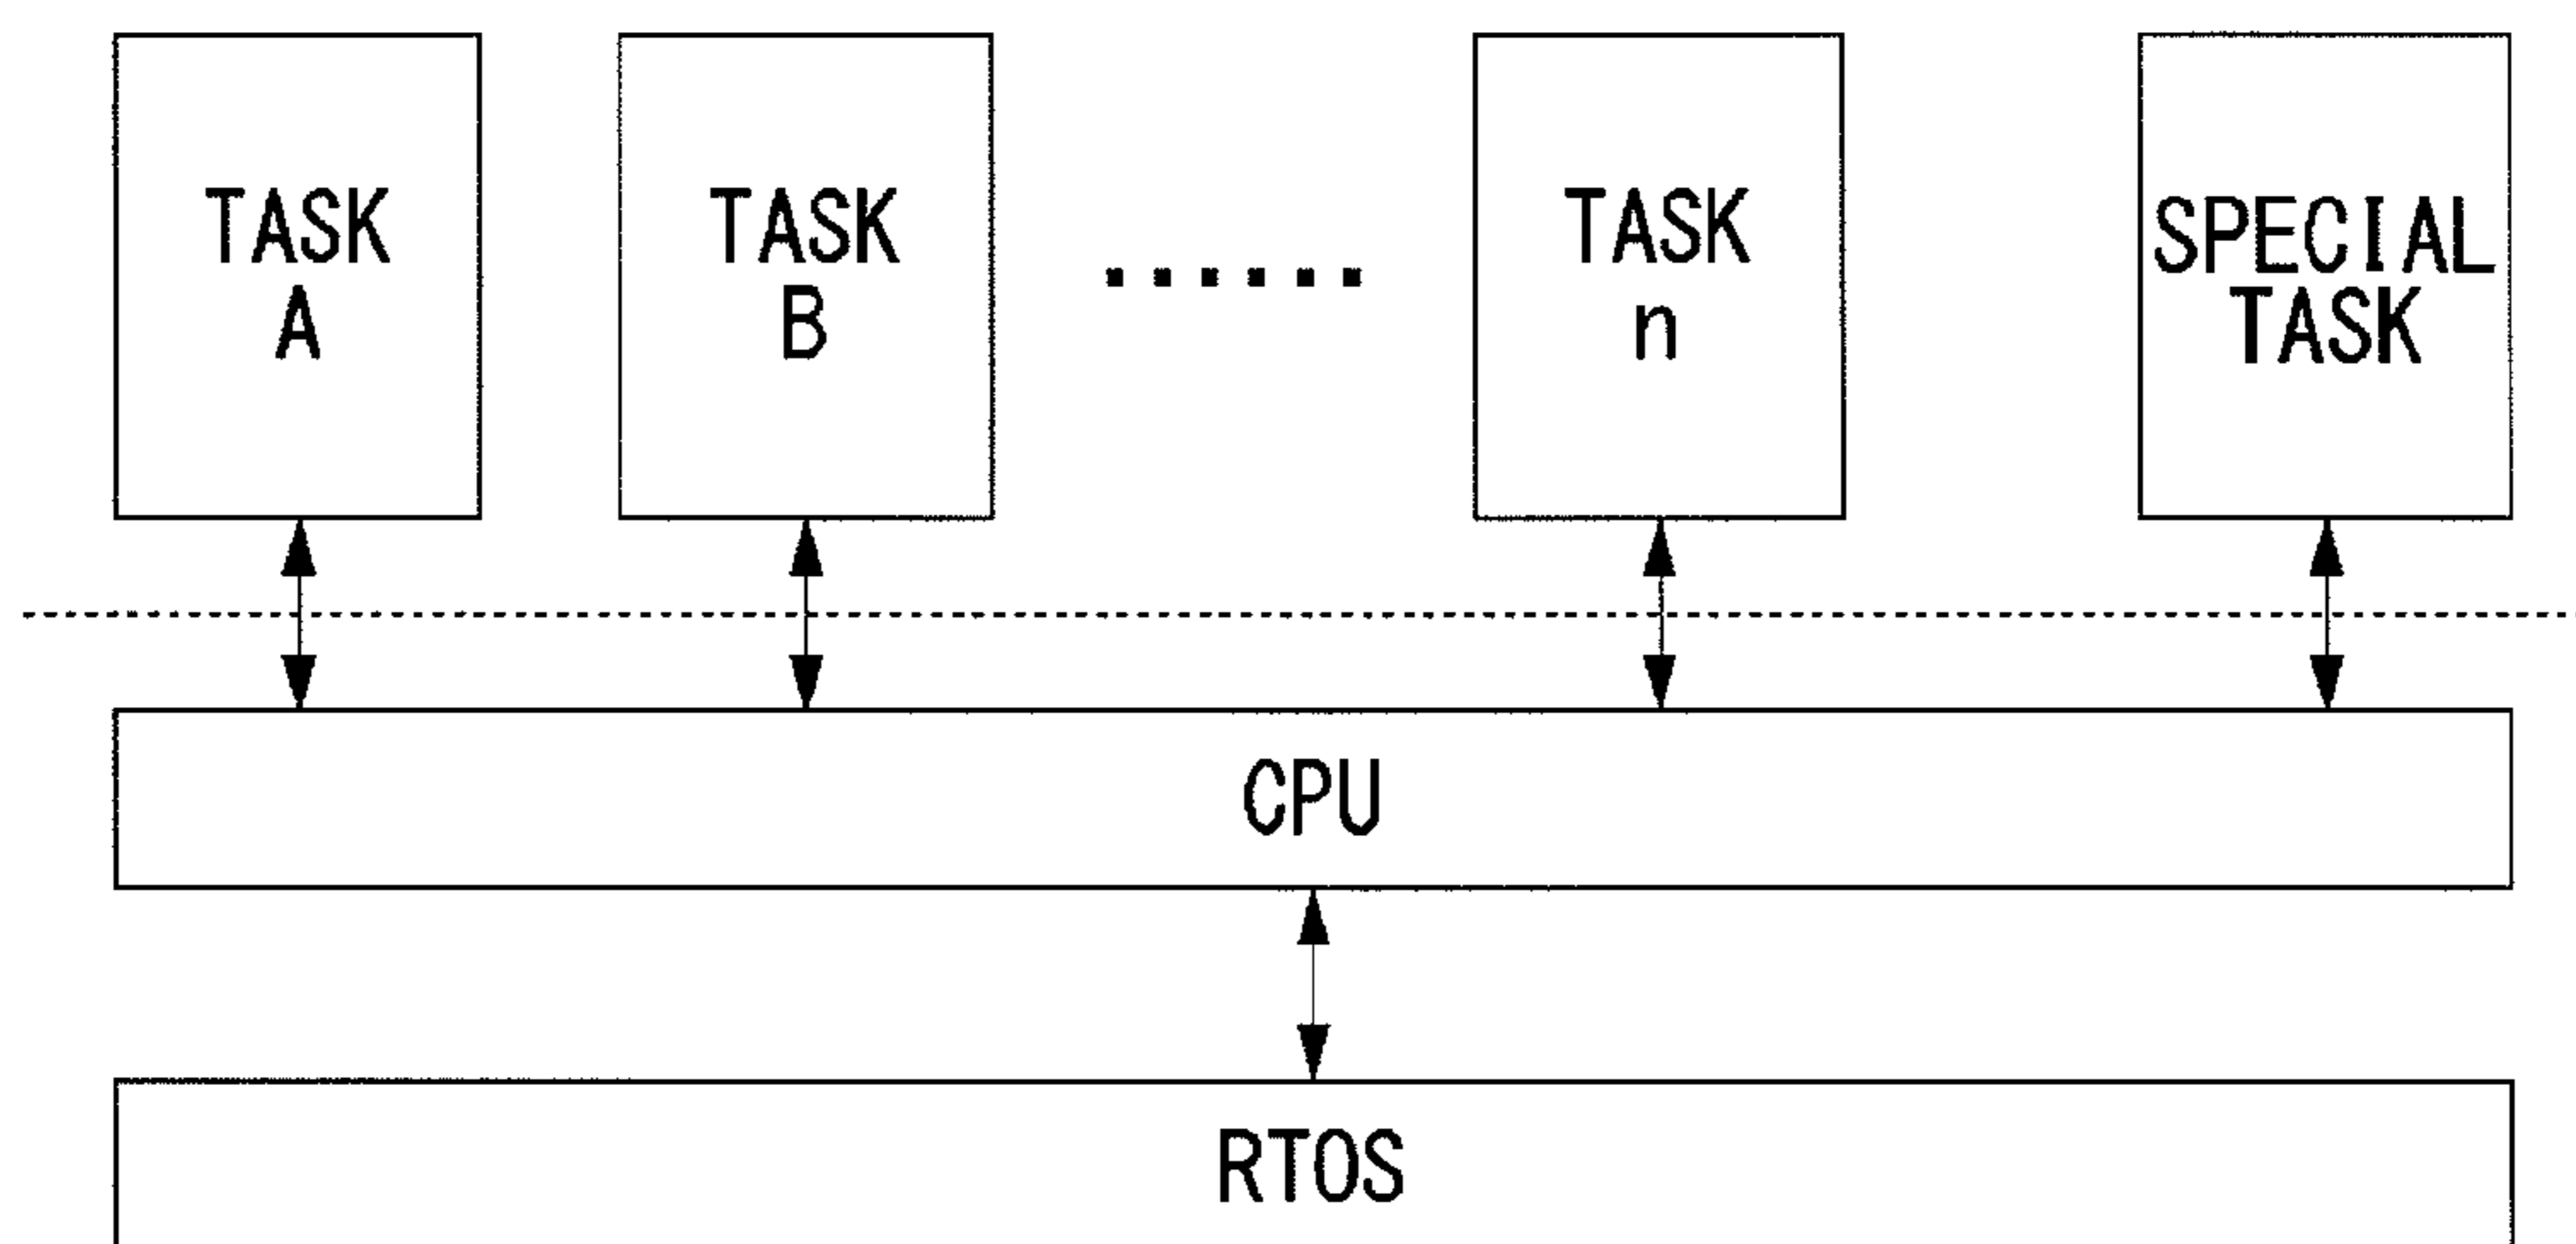 TASK
A
TASK
B
......
TASK
n
SPECIAL
TASK
CPU
RTOS